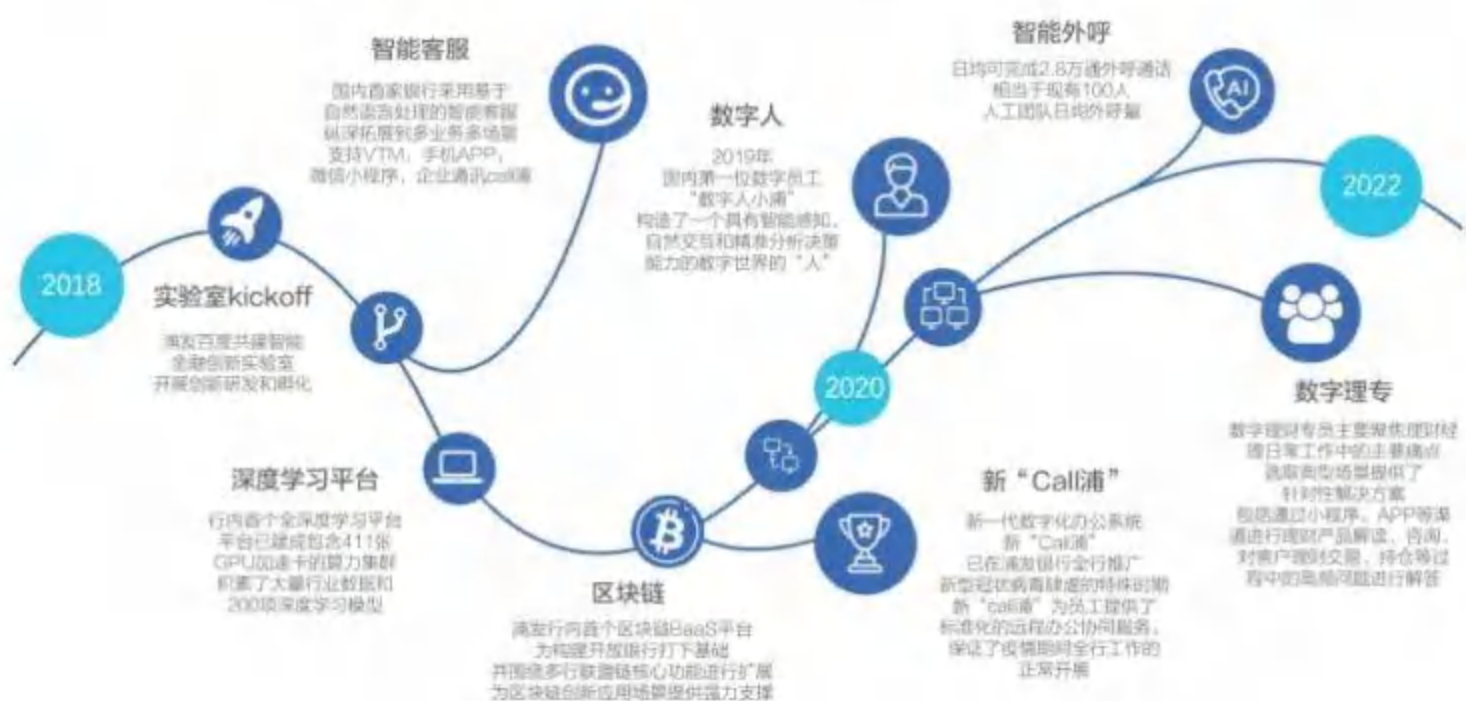 2018
实验室kickoff
浦发百度共建智能
金融创新实验室
开展创新研发和孵化
智能客服
国内首家银行采用基于
自然语言处理的智能客服
纵深拓展到多业务多场景
支持VTM，手机APP，
微信小程序，企业通讯call浦
深度学习平台
行内首个全深度学习平台
平台已建成包含411张
GPU加速卡的算力集群
积累了大量行业数据和
200项深度学习模型
区块链
浦发行内首个区块链BaaS平台
为构建开放银行打下基础
并围绕多行联盟链核心功能进行扩展
为区块链创新应用场景提供强力支撑
数字人
2019年
国内第一位数字员工
“数字人小浦”
构造了一个具有智能感知，
自然交互和精准分析决策
能力的数字世界的“人”
2020
新“Call浦”
新一代数字化办公系统
新“Call浦”
已在浦发银行全行推广
新型冠状病毒肆虐的特殊时期
新“call浦”为员工提供了
标准化的远程办公协同服务，
保证了疫情期间全行工作的
正常开展
智能外呼
日均可完成2.8万通外呼通话
相当于现有100人
人工团队日均外呼量
AI
2022
数字理专
数字理财专员主要聚焦理财经
理日常工作中的主要痛点
选取典型场景提供了
针对性解决方案
包括通过小程序、APP等渠
道进行理财产品解读、咨询，
对客户理财交易、持仓等过
程中的高频问题进行解答